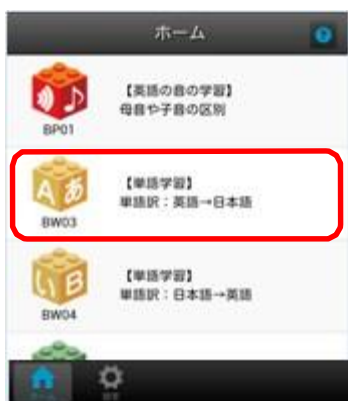 ホーム
?
【英語の音の学習】
母音や子音の区別
BP01
A あ
【単語学習】
単語訳：英語→日本語
BW03
い B
【単語学習】
単語訳：日本語→英語
BW04